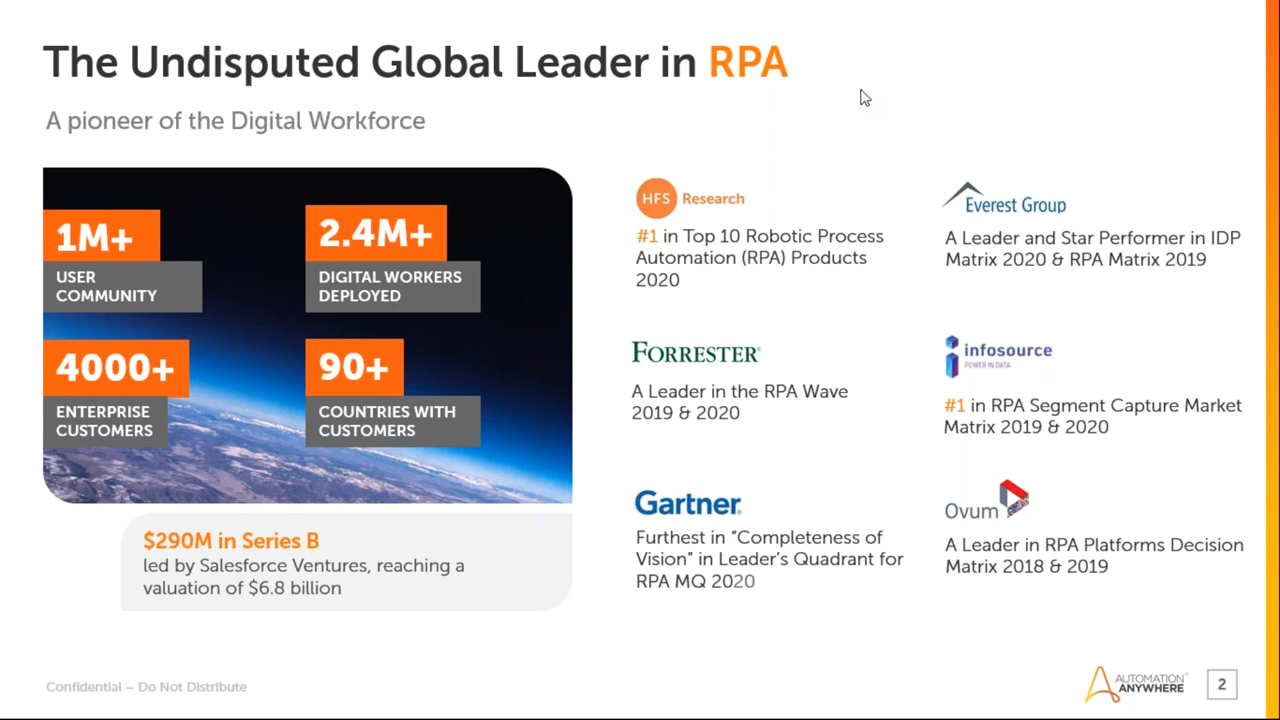 The Undisputed Global Leader in RPA
A pioneer of the Digital Workforce
1M+
USER
COMMUNITY
2.4M+
DIGITAL WORKERS
DEPLOYED
4000+
ENTERPRISE
CUSTOMERS
90+
COUNTRIES WITH
CUSTOMERS
$290M in Series B
led by Salesforce Ventures, reaching a
valuation of $6.8 billion
HFS Research
#1 in Top 10 Robotic Process
Automation (RPA) Products
2020
Everest Group
A Leader and Star Performer in IDP
Matrix 2020 & RPA Matrix 2019
FORRESTER®
A Leader in the RPA Wave
2019 & 2020
infosource
POWER IN DATA
#1 in RPA Segment Capture Market
Matrix 2019 & 2020
Gartner.
Furthest in “Completeness of
Vision” in Leader’s Quadrant for
RPA MQ 2020
Ovum
A Leader in RPA Platforms Decision
Matrix 2018 & 2019
Confidential – Do Not Distribute
AUTOMATION®
ANYWHERE
2